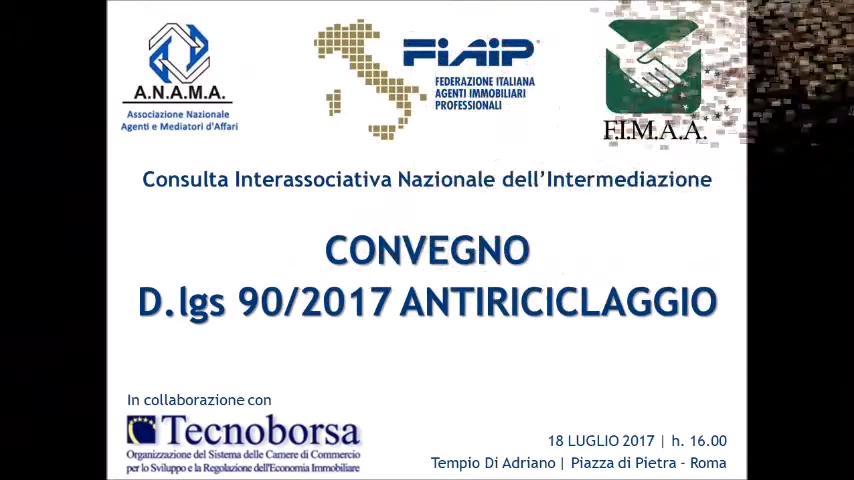 A.N.A.M.A.
Associazione Nazionale
Agenti e Mediatori d'Affari
FIAIP
FEDERAZIONE ITALIANA
AGENTI IMMOBILIARI
PROFESSIONALI
F.I.M.A.A.
Consulta Interassociativa Nazionale dell'Intermediazione
CONVEGNO
D.lgs 90/2017 ANTIRICICLAGGIO
In collaborazione con
Tecnoborsa
Organizzazione del Sistema delle Camere di Commercio
per lo Sviluppo e la Regolazione dell'Economia Immobiliare
18 LUGLIO 2017 | h. 16.00
Tempio Di Adriano | Piazza di Pietra - Roma